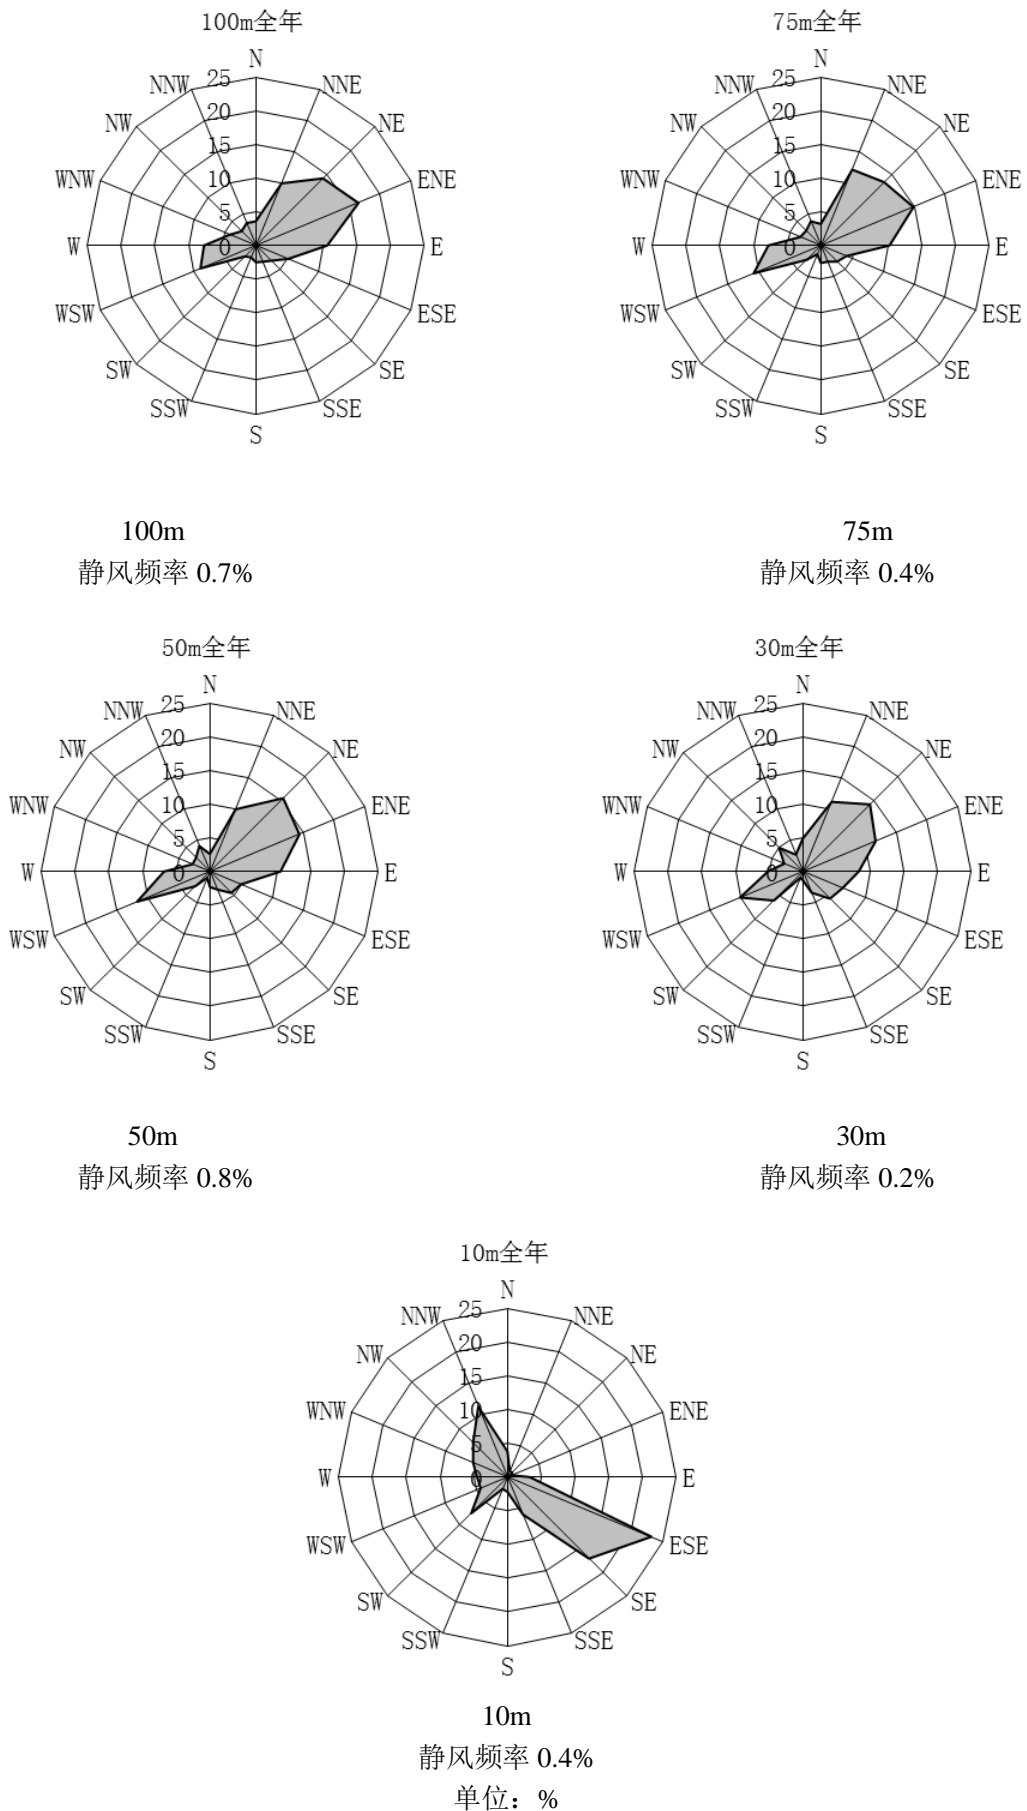 100m全年
N
NNW 25 NNE
NW 20 NE
15
WNW 10 ENE
5
W 0 E
WSW ESE
SW SE
SSW SSE
S
75m全年
N
NNW 25 NNE
NW 20 NE
15
WNW 10 ENE
5
W 0 E
WSW ESE
SW SE
SSW SSE
S
100m
静风频率 0.7%
75m
静风频率 0.4%
50m全年
N
NNW 25 NNE
NW 20 NE
15
WNW 10 ENE
5
W 0 E
WSW ESE
SW SE
SSW SSE
S
30m全年
N
NNW 25 NNE
NW 20 NE
15
WNW 10 ENE
5
W 0 E
WSW ESE
SW SE
SSW SSE
S
50m
静风频率 0.8%
30m
静风频率 0.2%
10m全年
N
NNW 25 NNE
NW 20 NE
15
WNW 10 ENE
5
W 0 E
WSW ESE
SW SE
SSW SSE
S
10m
静风频率 0.4%
单位：%